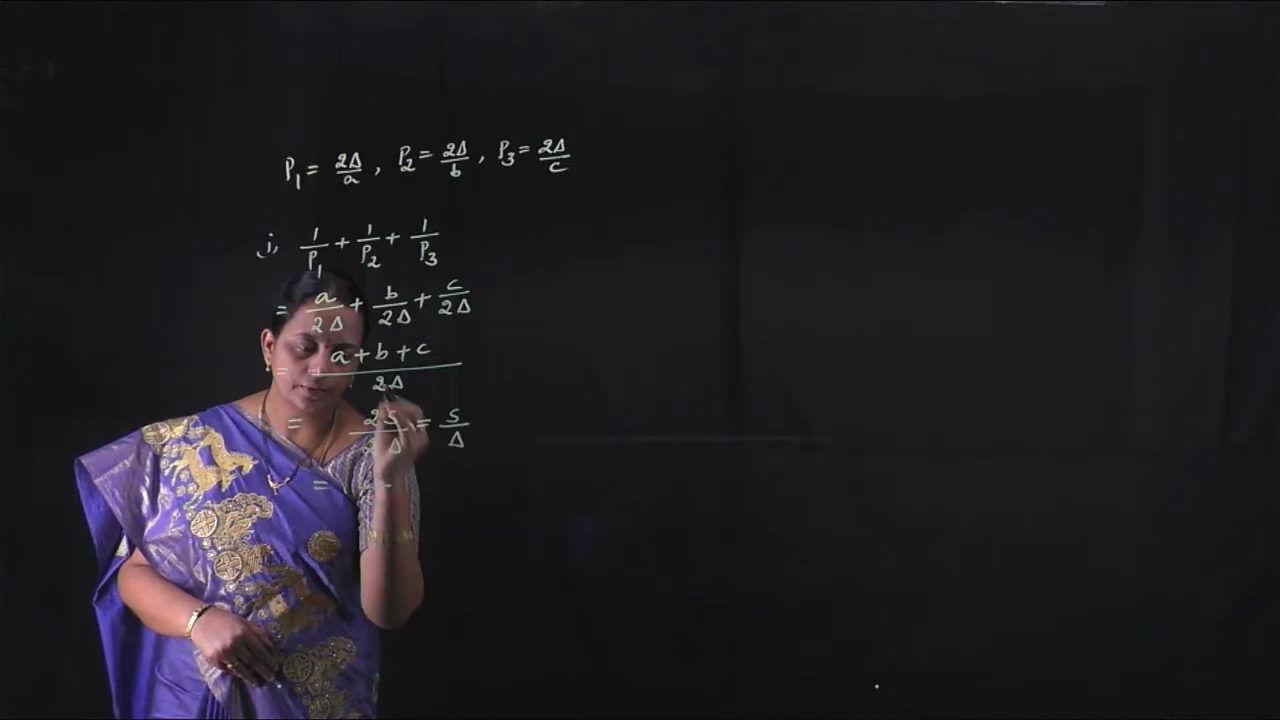 P₁ = 2Δ/a , P₂ = 2Δ/b , P₃ = 2Δ/c
i, 1/P₁ + 1/P₂ + 1/P₃
= a/2Δ + b/2Δ + c/2Δ
= a+b+c/2Δ
= 2S/2Δ = S/Δ
=